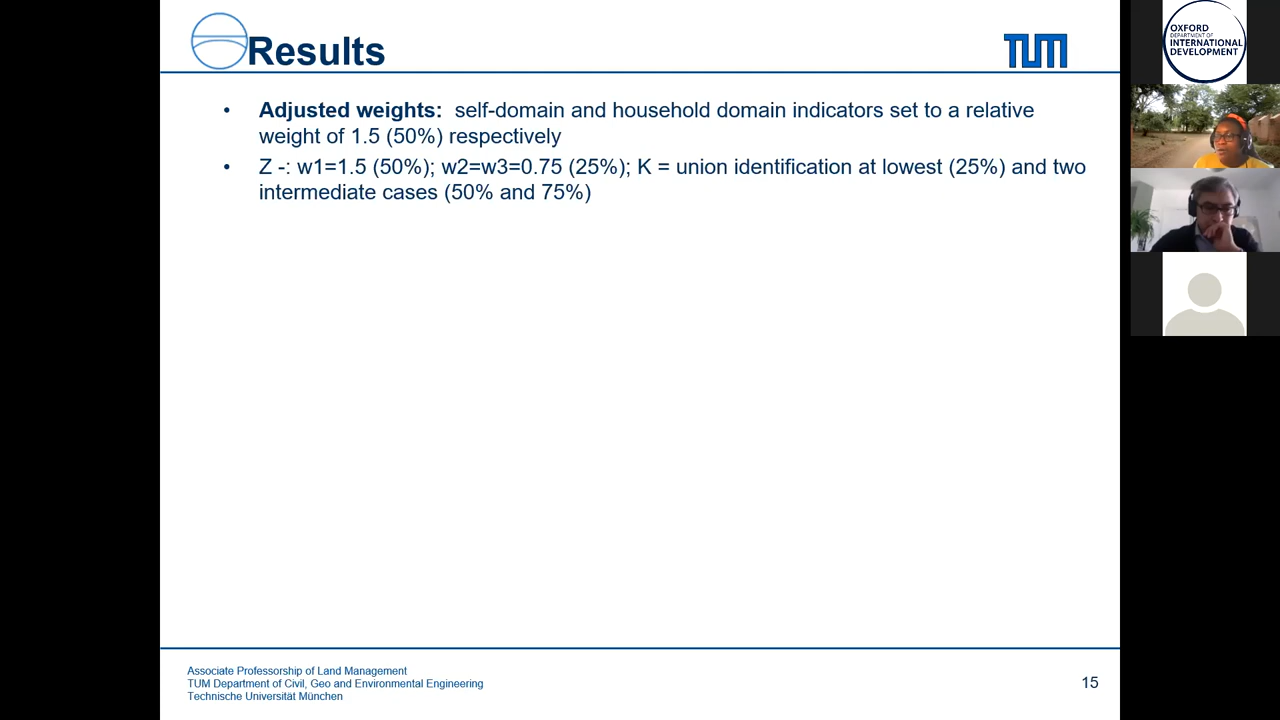 Results
TUM
• Adjusted weights: self-domain and household domain indicators set to a relative
weight of 1.5 (50%) respectively
• Z -: w1=1.5 (50%); w2=w3=0.75 (25%); K = union identification at lowest (25%) and two
intermediate cases (50% and 75%)
Associate Professorship of Land Management
TUM Department of Civil, Geo and Environmental Engineering
Technische Universität München
15
OXFORD
DEPARTMENT OF
INTERNATIONAL
DEVELOPMENT